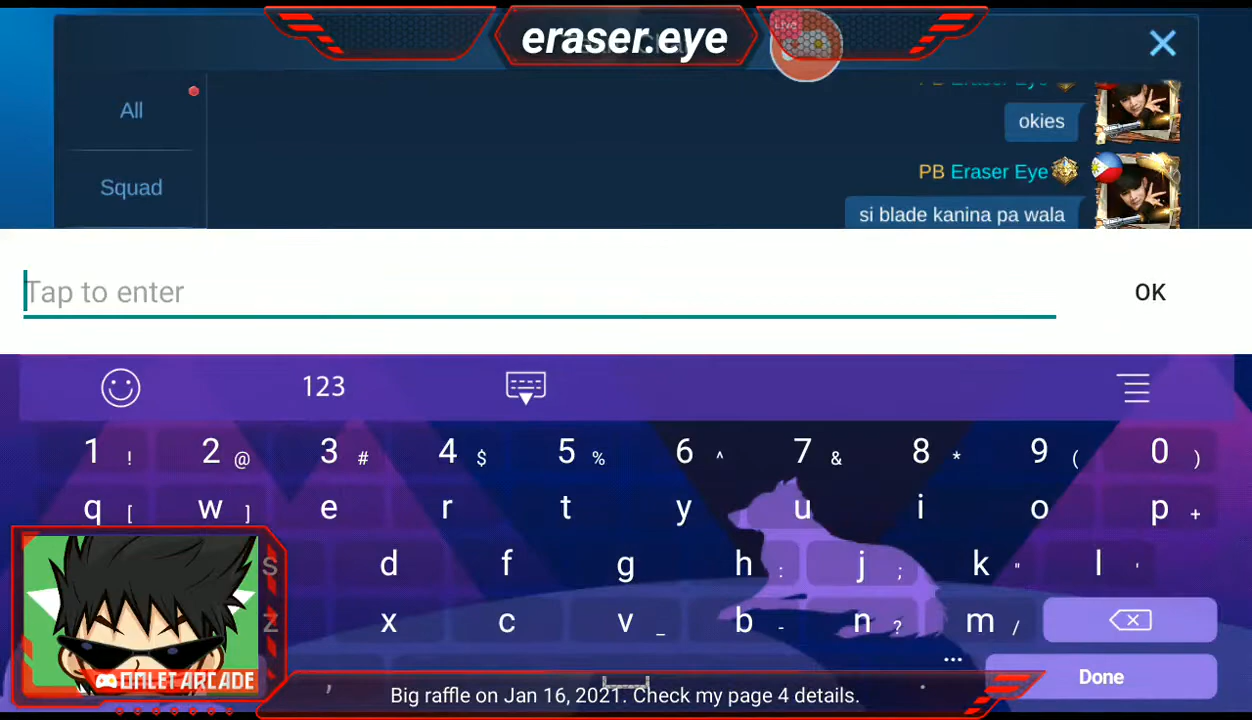 eraser.eye
Live
All
okies
PB Eraser Eye
Squad
si blade kanina pa wala
Tap to enter
OK
123
1 ! 2 @ 3 # 4 $ 5 % 6 ^ 7 & 8 * 9 ( 0 )
q [ w ] e r t y u i o p +
s d f g h : j ; k " l '
z x c v _ b - n ? m /
, . ...
Done
OMLET ARCADE
Big raffle on Jan 16, 2021. Check my page 4 details.